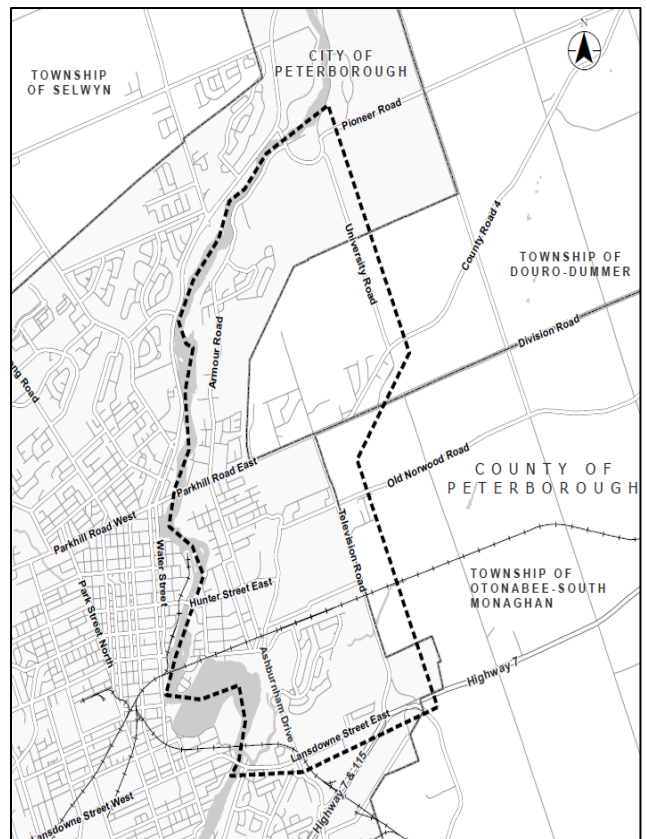 N
CITY OF
PETERBOROUGH
TOWNSHIP
OF SELWYN
Pioneer Road
University Road
County Road 4
TOWNSHIP OF
DOURO-DUMMER
Division Road
Armour Road
ng Road
Parkhill Road East
Old Norwood Road
COUNTY OF
PETERBOROUGH
Parkhill Road West
Water Street
Television Road
Park Street North
Hunter Street East
TOWNSHIP OF
OTONABEE-SOUTH
MONAGHAN
Ashburnham Drive
Highway 7
Lansdowne Street East
Highway 7 & 115
Lansdowne Street West